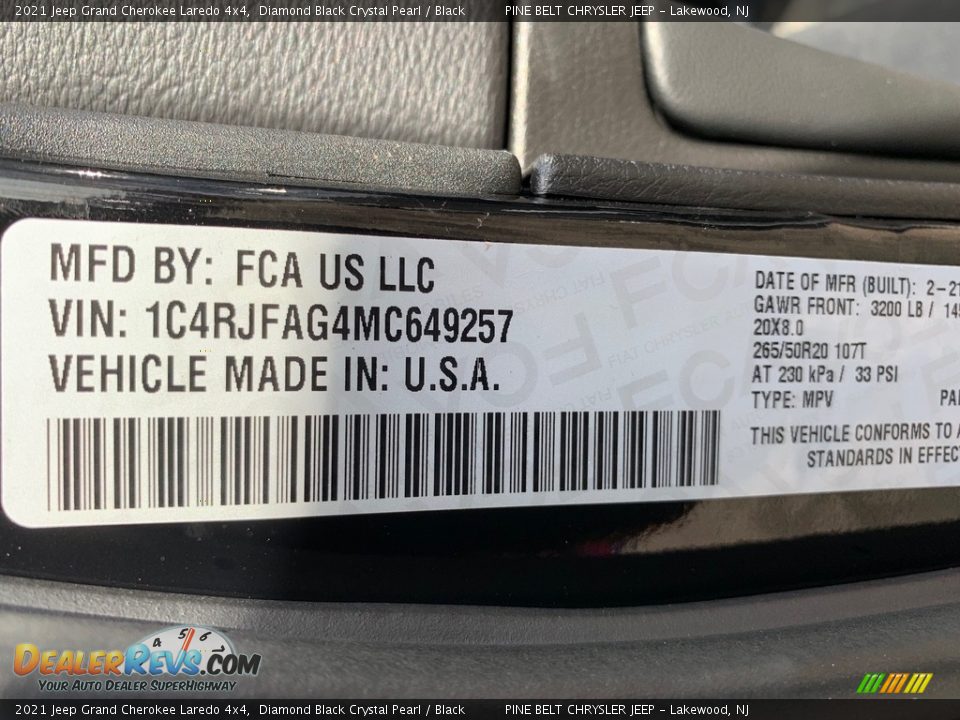 2021 Jeep Grand Cherokee Laredo 4x4, Diamond Black Crystal Pearl / Black PINE BELT CHRYSLER JEEP - Lakewood, NJ
MFD BY: FCA US LLC
VIN: 1C4RJFAG4MC649257
VEHICLE MADE IN: U.S.A.
DATE OF MFR (BUILT): 2-21
GAWR FRONT: 3200 LB / 145
20X8.0
265/50R20 107T
AT 230 kPa / 33 PSI
TYPE: MPV
THIS VEHICLE CONFORMS TO A
STANDARDS IN EFFECT
4 5 6
DEALERREVS.COM
YOUR AUTO DEALER SUPERHIGHWAY
2021 Jeep Grand Cherokee Laredo 4x4, Diamond Black Crystal Pearl / Black PINE BELT CHRYSLER JEEP - Lakewood, NJ